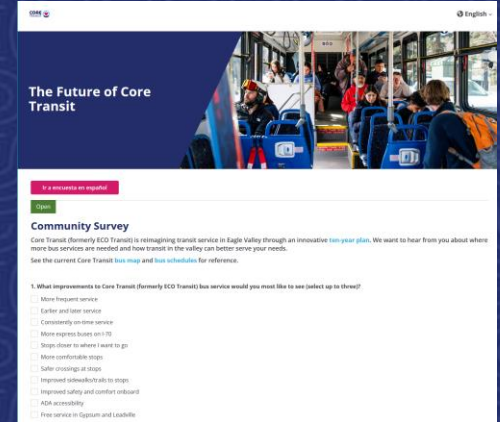 CORE
English
The Future of Core
Transit
Ir a encuesta en español
Open
Community Survey
Core Transit (formerly ECO Transit) is reimagining transit service in Eagle Valley through an innovative ten-year plan. We want to hear from you about where
more bus services are needed and how transit in the valley can better serve your needs.
See the current Core Transit bus map and bus schedules for reference.
1. What improvements to Core Transit (formerly ECO Transit) bus service would you most like to see (select up to three)?
More frequent service
Earlier and later service
Consistently on-time service
More express buses on I-70
Stops closer to where I want to go
More comfortable stops
Safer crossings at stops
Improved sidewalks/trails to stops
Improved safety and comfort onboard
ADA accessibility
Free service in Gypsum and Leadville